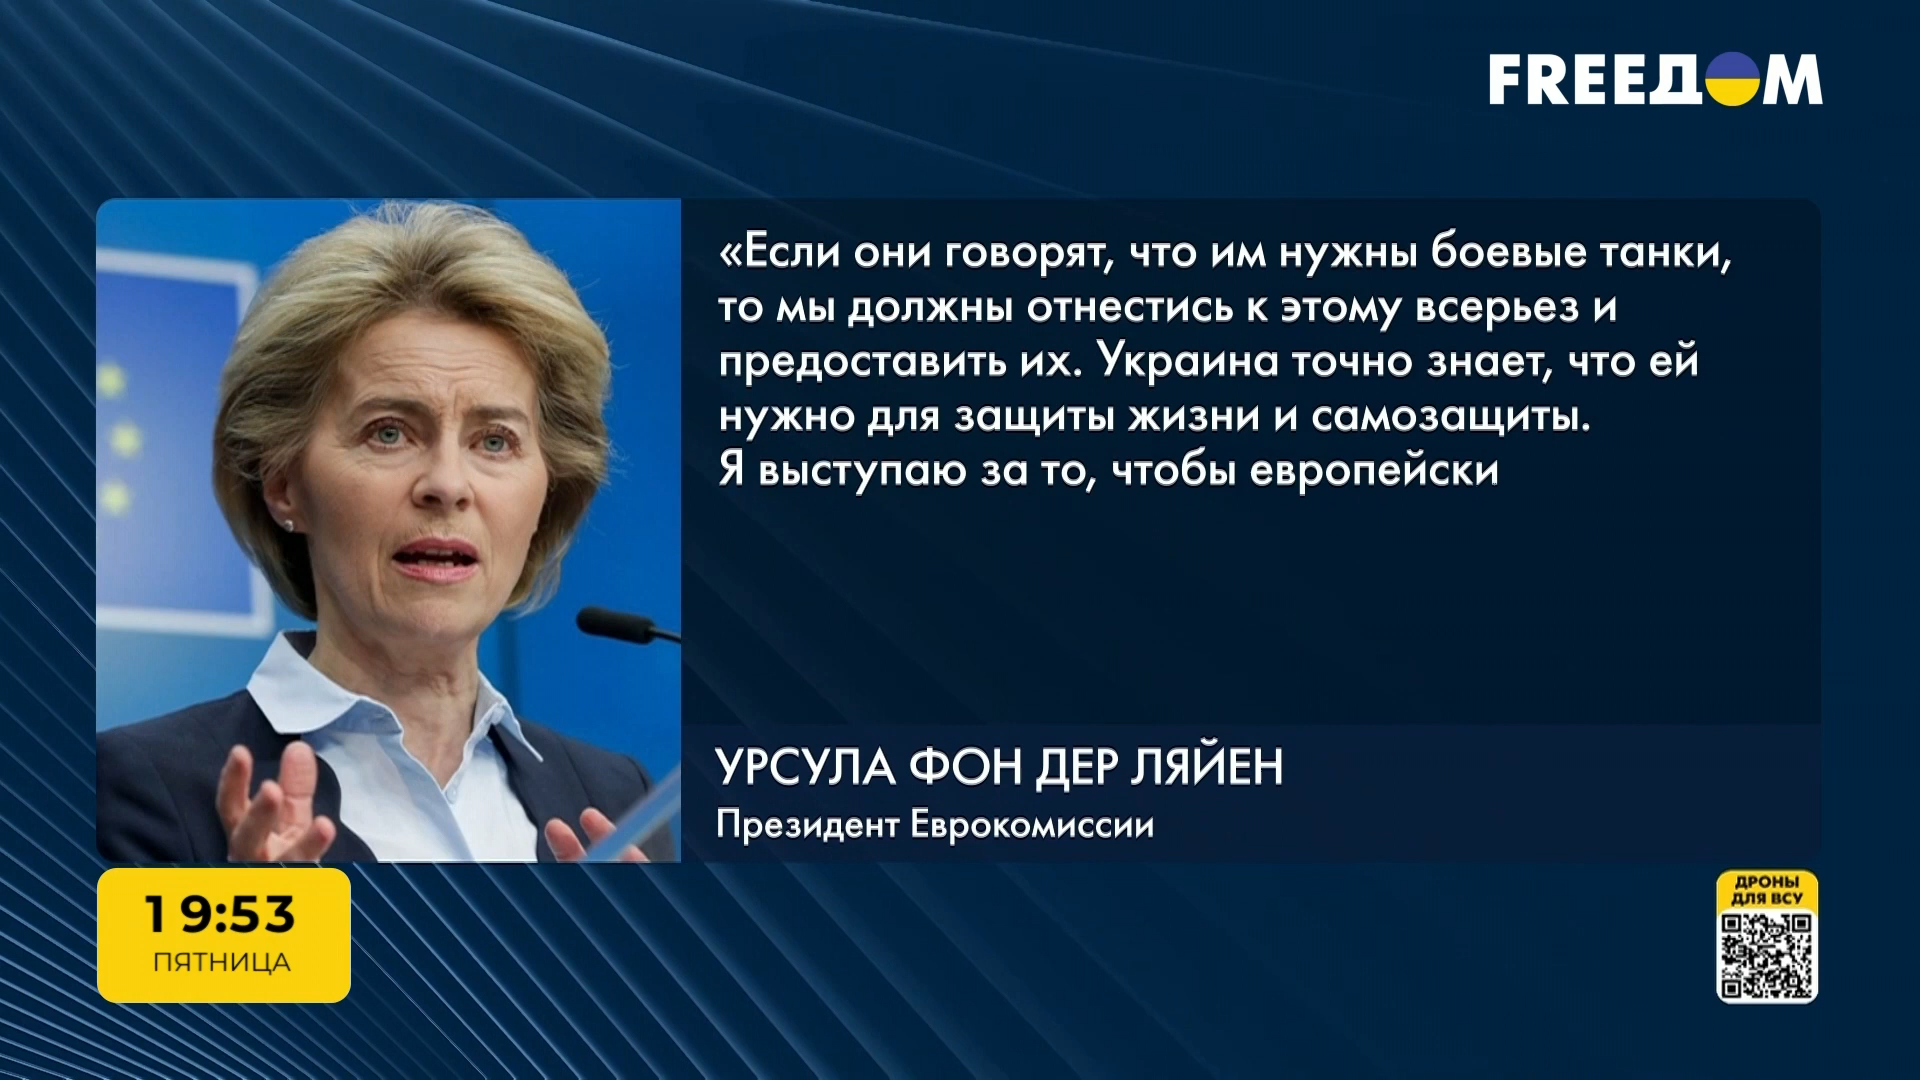 FREEДОM
«Если они говорят, что им нужны боевые танки,
то мы должны отнестись к этому всерьез и
предоставить их. Украина точно знает, что ей
нужно для защиты жизни и самозащиты.
Я выступаю за то, чтобы европейски
УРСУЛА ФОН ДЕР ЛЯЙЕН
Президент Еврокомиссии
19:53
ПЯТНИЦА
ДРОНЫ
ДЛЯ ВСУ